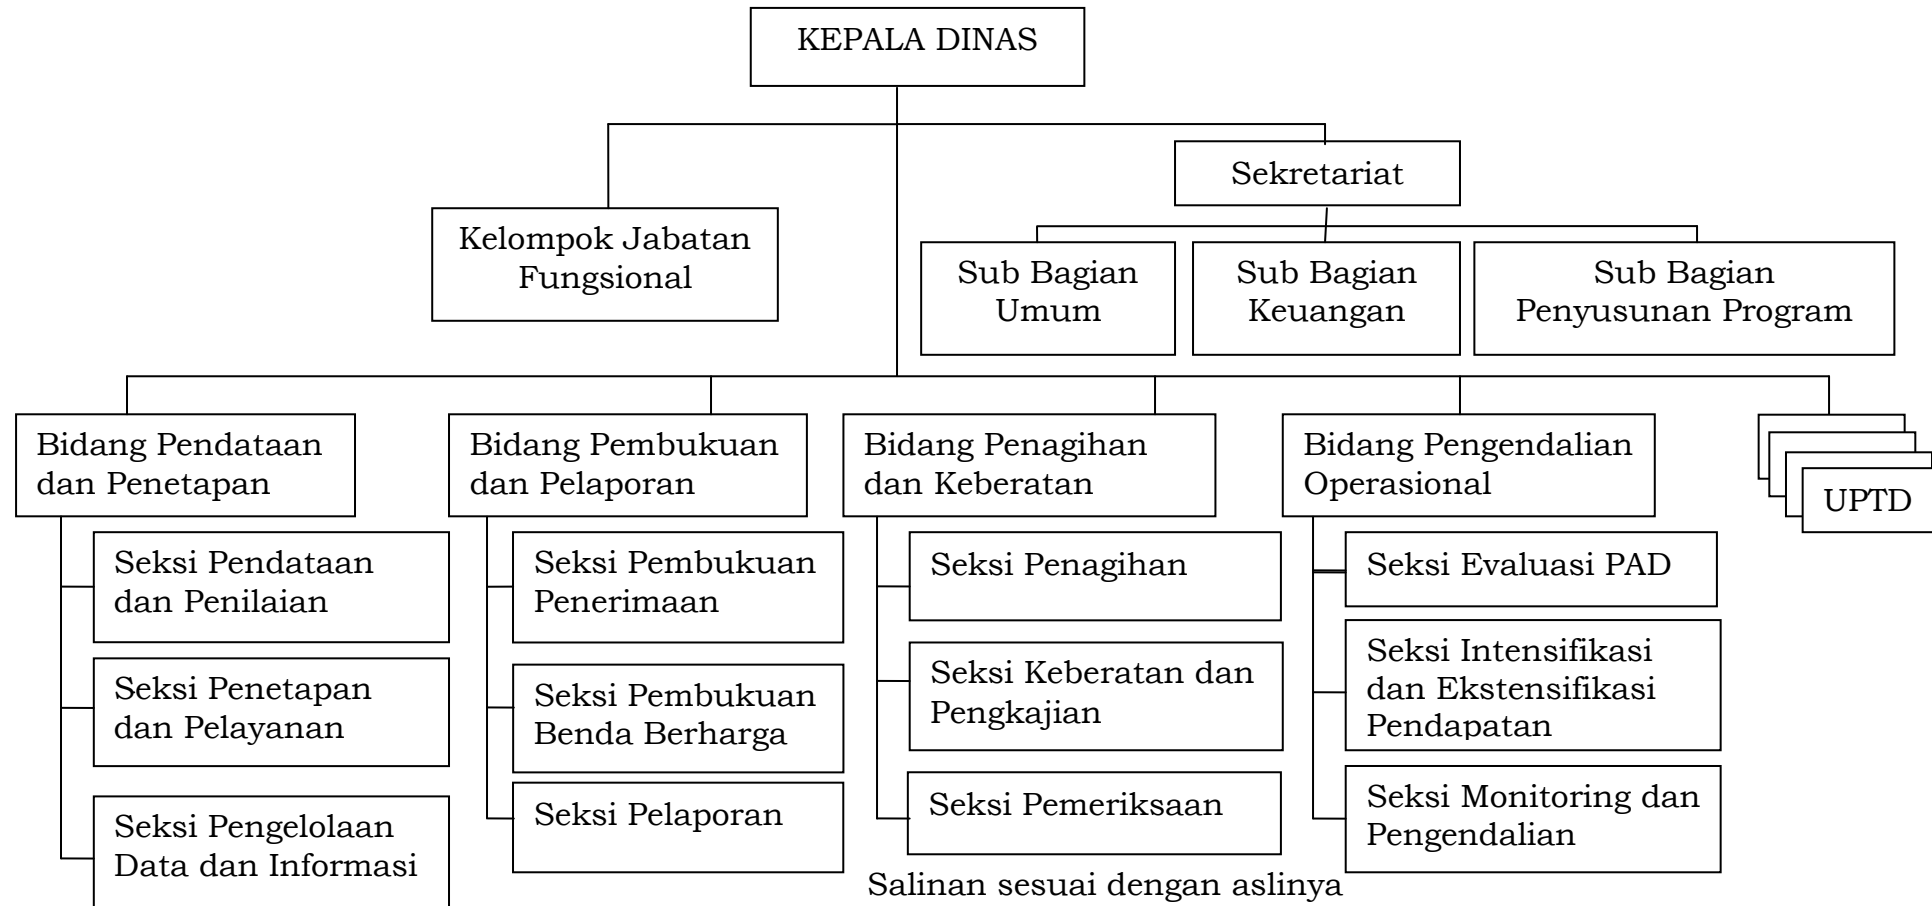 KEPALA DINAS
Sekretariat
Kelompok Jabatan
Fungsional
Sub Bagian
Umum
Sub Bagian
Keuangan
Sub Bagian
Penyusunan Program
Bidang Pendataan
dan Penetapan
Bidang Pembukuan
dan Pelaporan
Bidang Penagihan
dan Keberatan
Bidang Pengendalian
Operasional
UPTD
Seksi Pendataan
dan Penilaian
Seksi Penetapan
dan Pelayanan
Seksi Pengelolaan
Data dan Informasi
Seksi Pembukuan
Penerimaan
Seksi Pembukuan
Benda Berharga
Seksi Pelaporan
Seksi Penagihan
Seksi Keberatan dan
Pengkajian
Seksi Pemeriksaan
Seksi Evaluasi PAD
Seksi Intensifikasi
dan Ekstensifikasi
Pendapatan
Seksi Monitoring dan
Pengendalian
Salinan sesuai dengan aslinya